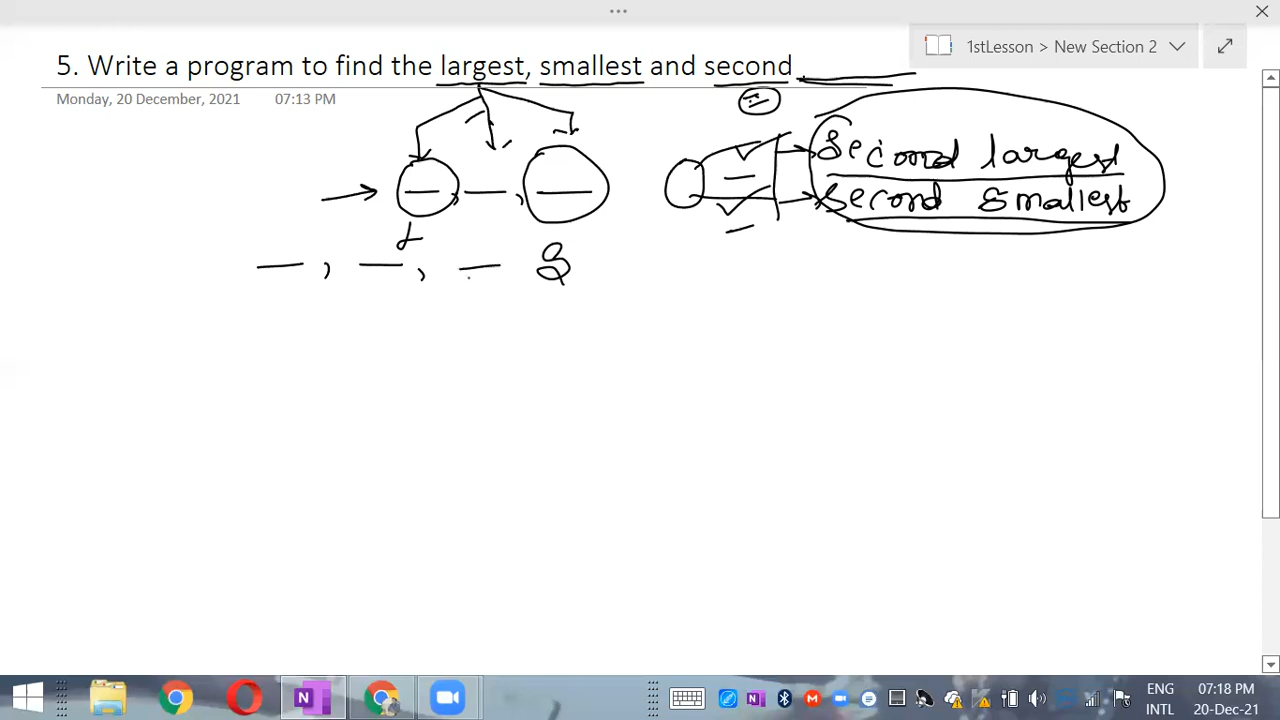 1stLesson > New Section 2
5. Write a program to find the largest, smallest and second
Monday, 20 December, 2021 07:13 PM
Second largest
Second Smallest
S
ENG 07:18 PM
INTL 20-Dec-21